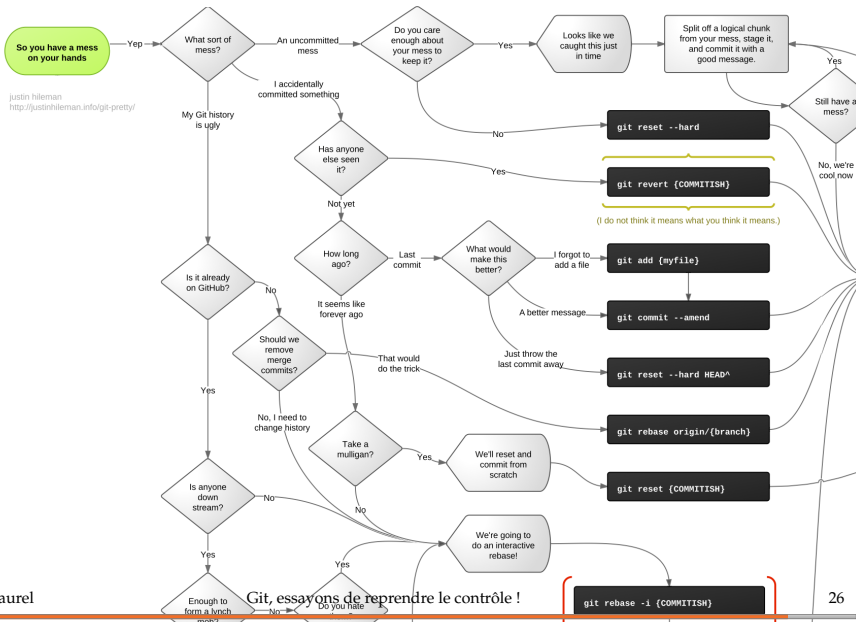 So you have a mess
on your hands
Yep
What sort of
mess?
An uncommitted
mess
Do you care
enough about
your mess to
keep it?
Yes
Looks like we
caught this just
in time
Split off a logical chunk
from your mess, stage it,
and commit it with a
good message.
Yes
Still have a
mess?
No, we're
cool now
justin hileman
http://justinhileman.info/git-pretty/
I accidentally
committed something
My Git history
is ugly
No
git reset --hard
Has anyone
else seen
it?
Yes
git revert {COMMITISH}
(I do not think it means what you think it means.)
Not yet
How long
ago?
Last
commit
What would
make this
better?
I forgot to
add a file
git add {myfile}
A better message
git commit --amend
Just throw the
last commit away
git reset --hard HEAD^
Is it already
on GitHub?
No
It seems like
forever ago
Should we
remove
merge
commits?
That would
do the trick
git rebase origin/{branch}
Yes
No, I need to
change history
Take a
mulligan?
Yes
We'll reset and
commit from
scratch
git reset {COMMITISH}
No
Is anyone
down
stream?
No
We're going to
do an interactive
rebase!
Yes
Yes
Enough to
form a lynch
mob?
No
Do you hate
git rebase -i {COMMITISH}
aurel
Git, essayons de reprendre le contrôle !
26